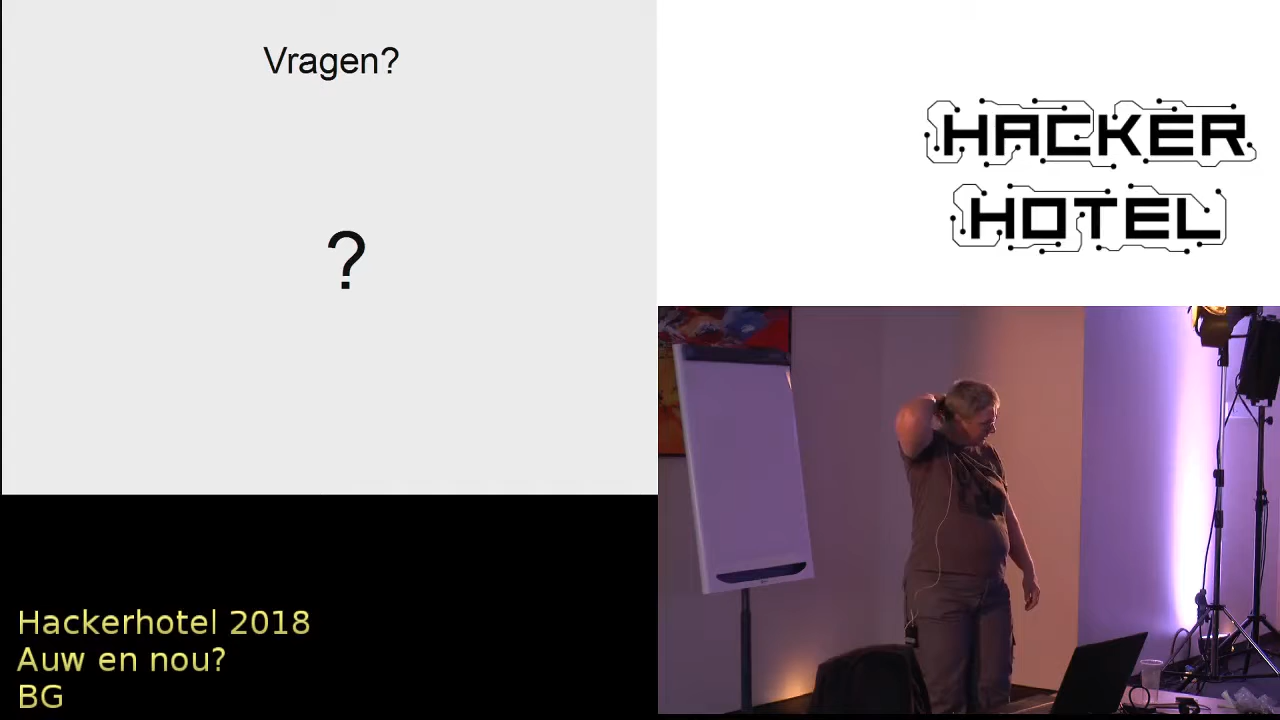 Vragen?
?
HACKER
HOTEL
Hackerhotel 2018
Auw en nou?
BG